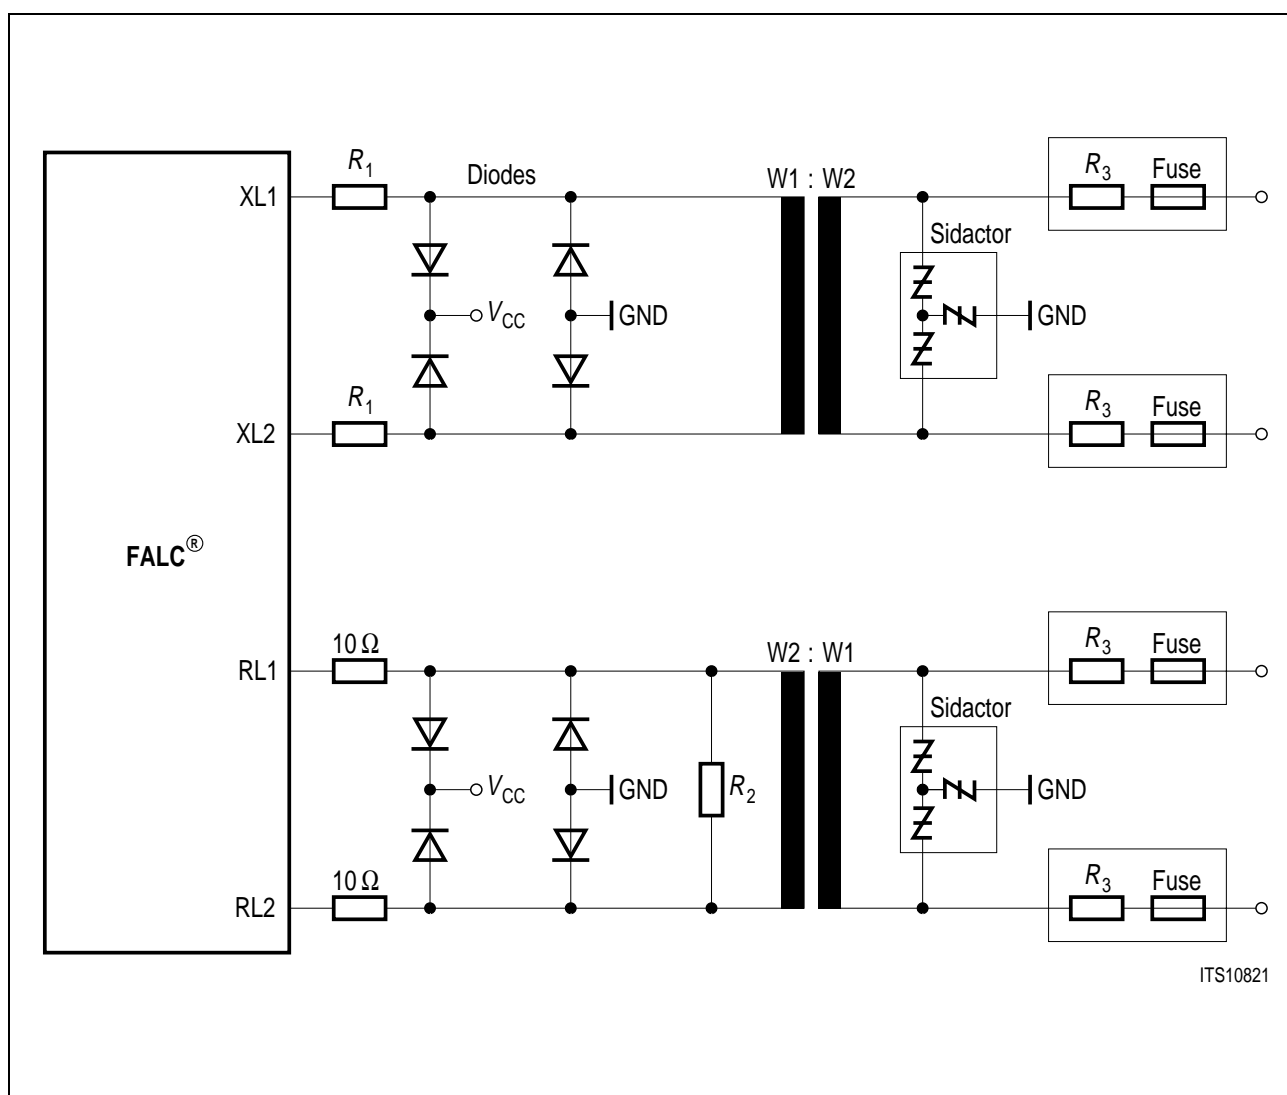 R1
Diodes
W1 : W2
R3
Fuse
XL1
Sidactor
VCC
GND
GND
R1
R3
Fuse
XL2
FALC®
10 Ω
W2 : W1
R3
Fuse
RL1
Sidactor
VCC
GND
R2
GND
10 Ω
R3
Fuse
RL2
ITS10821